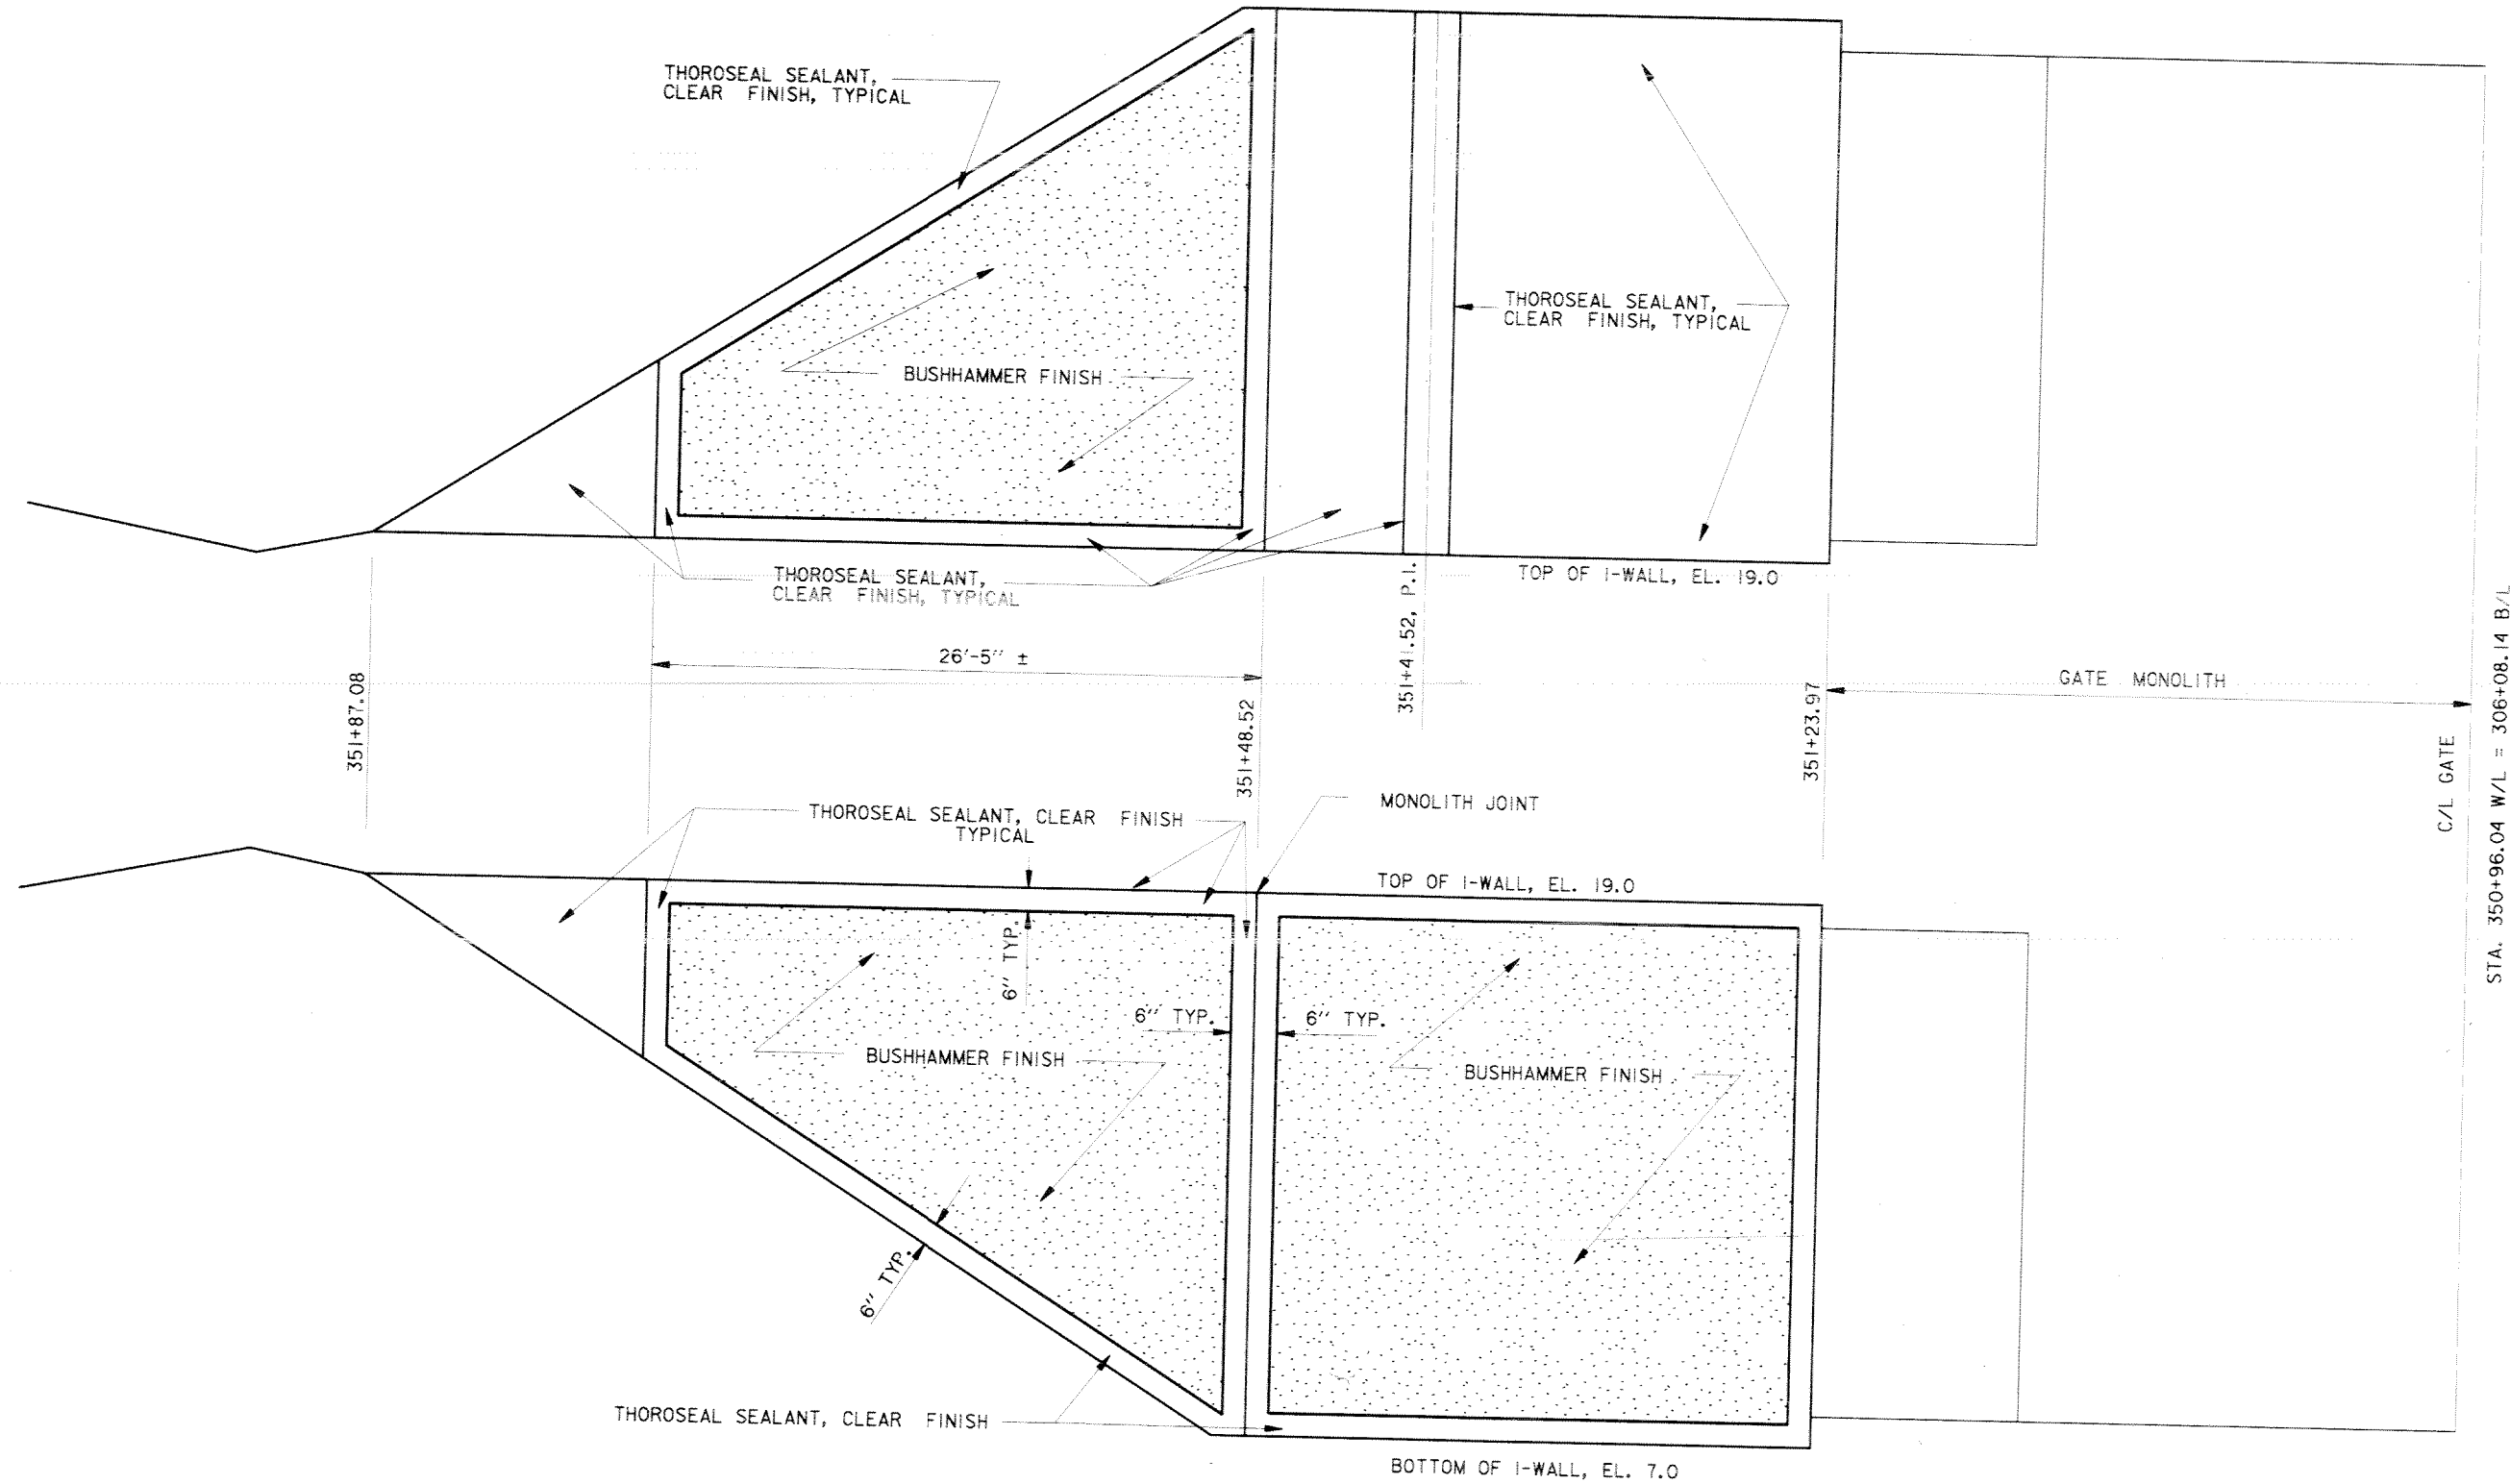 THOROSEAL SEALANT,
CLEAR FINISH, TYPICAL
THOROSEAL SEALANT,
CLEAR FINISH, TYPICAL
BUSHHAMMER FINISH
THOROSEAL SEALANT,
CLEAR FINISH, TYPICAL
TOP OF I-WALL, EL. 19.0
351+41.52, P.I.
26'-5" ±
351+87.08
351+48.52
351+23.97
GATE MONOLITH
C/L GATE
STA. 350+96.04 W/L = 306+08.14 B/L
THOROSEAL SEALANT, CLEAR FINISH
TYPICAL
MONOLITH JOINT
TOP OF I-WALL, EL. 19.0
6" TYP.
6" TYP.
6" TYP.
BUSHHAMMER FINISH
BUSHHAMMER FINISH
6" TYP.
THOROSEAL SEALANT, CLEAR FINISH
BOTTOM OF I-WALL, EL. 7.0